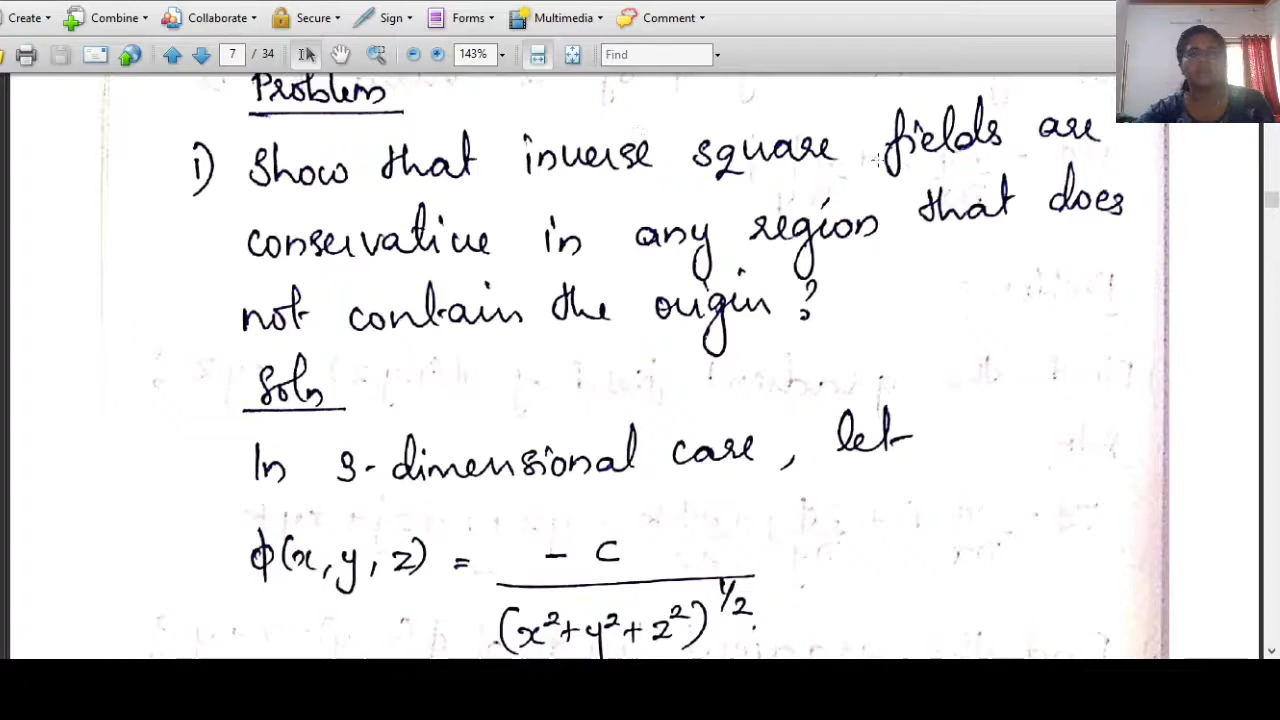 Create Combine Collaborate Secure Sign Forms Multimedia Comment
7 / 34 143% Find
Problem
1) Show that inverse square fields are
conservative in any region that does
not contain the origin?
Soln
In 3-dimensional case, let
φ(x, y, z) = - c
(x²+y²+z²)^1/2.